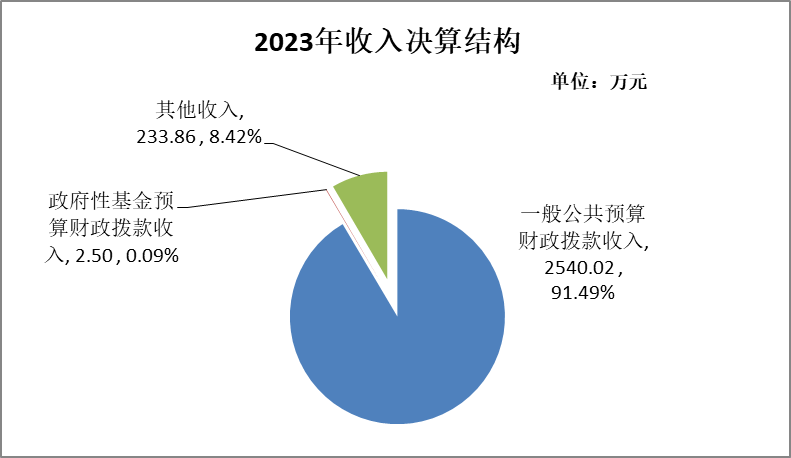 2023年收入决算结构
单位：万元
其他收入,
233.86 , 8.42%
政府性基金预
算财政拨款收
入, 2.50 , 0.09%
一般公共预算
财政拨款收入,
2540.02 ,
91.49%